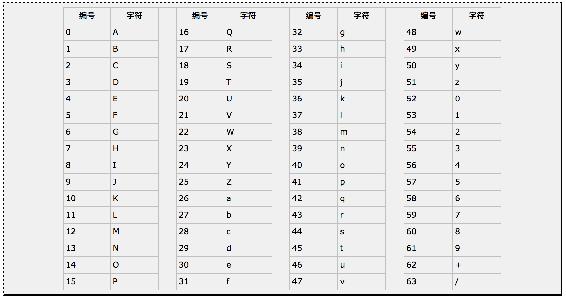 编号 字符 编号 字符 编号 字符 编号 字符
0 A 16 Q 32 g 48 w
1 B 17 R 33 h 49 x
2 C 18 S 34 i 50 y
3 D 19 T 35 j 51 z
4 E 20 U 36 k 52 0
5 F 21 V 37 l 53 1
6 G 22 W 38 m 54 2
7 H 23 X 39 n 55 3
8 I 24 Y 40 o 56 4
9 J 25 Z 41 p 57 5
10 K 26 a 42 q 58 6
11 L 27 b 43 r 59 7
12 M 28 c 44 s 60 8
13 N 29 d 45 t 61 9
14 O 30 e 46 u 62 +
15 P 31 f 47 v 63 /